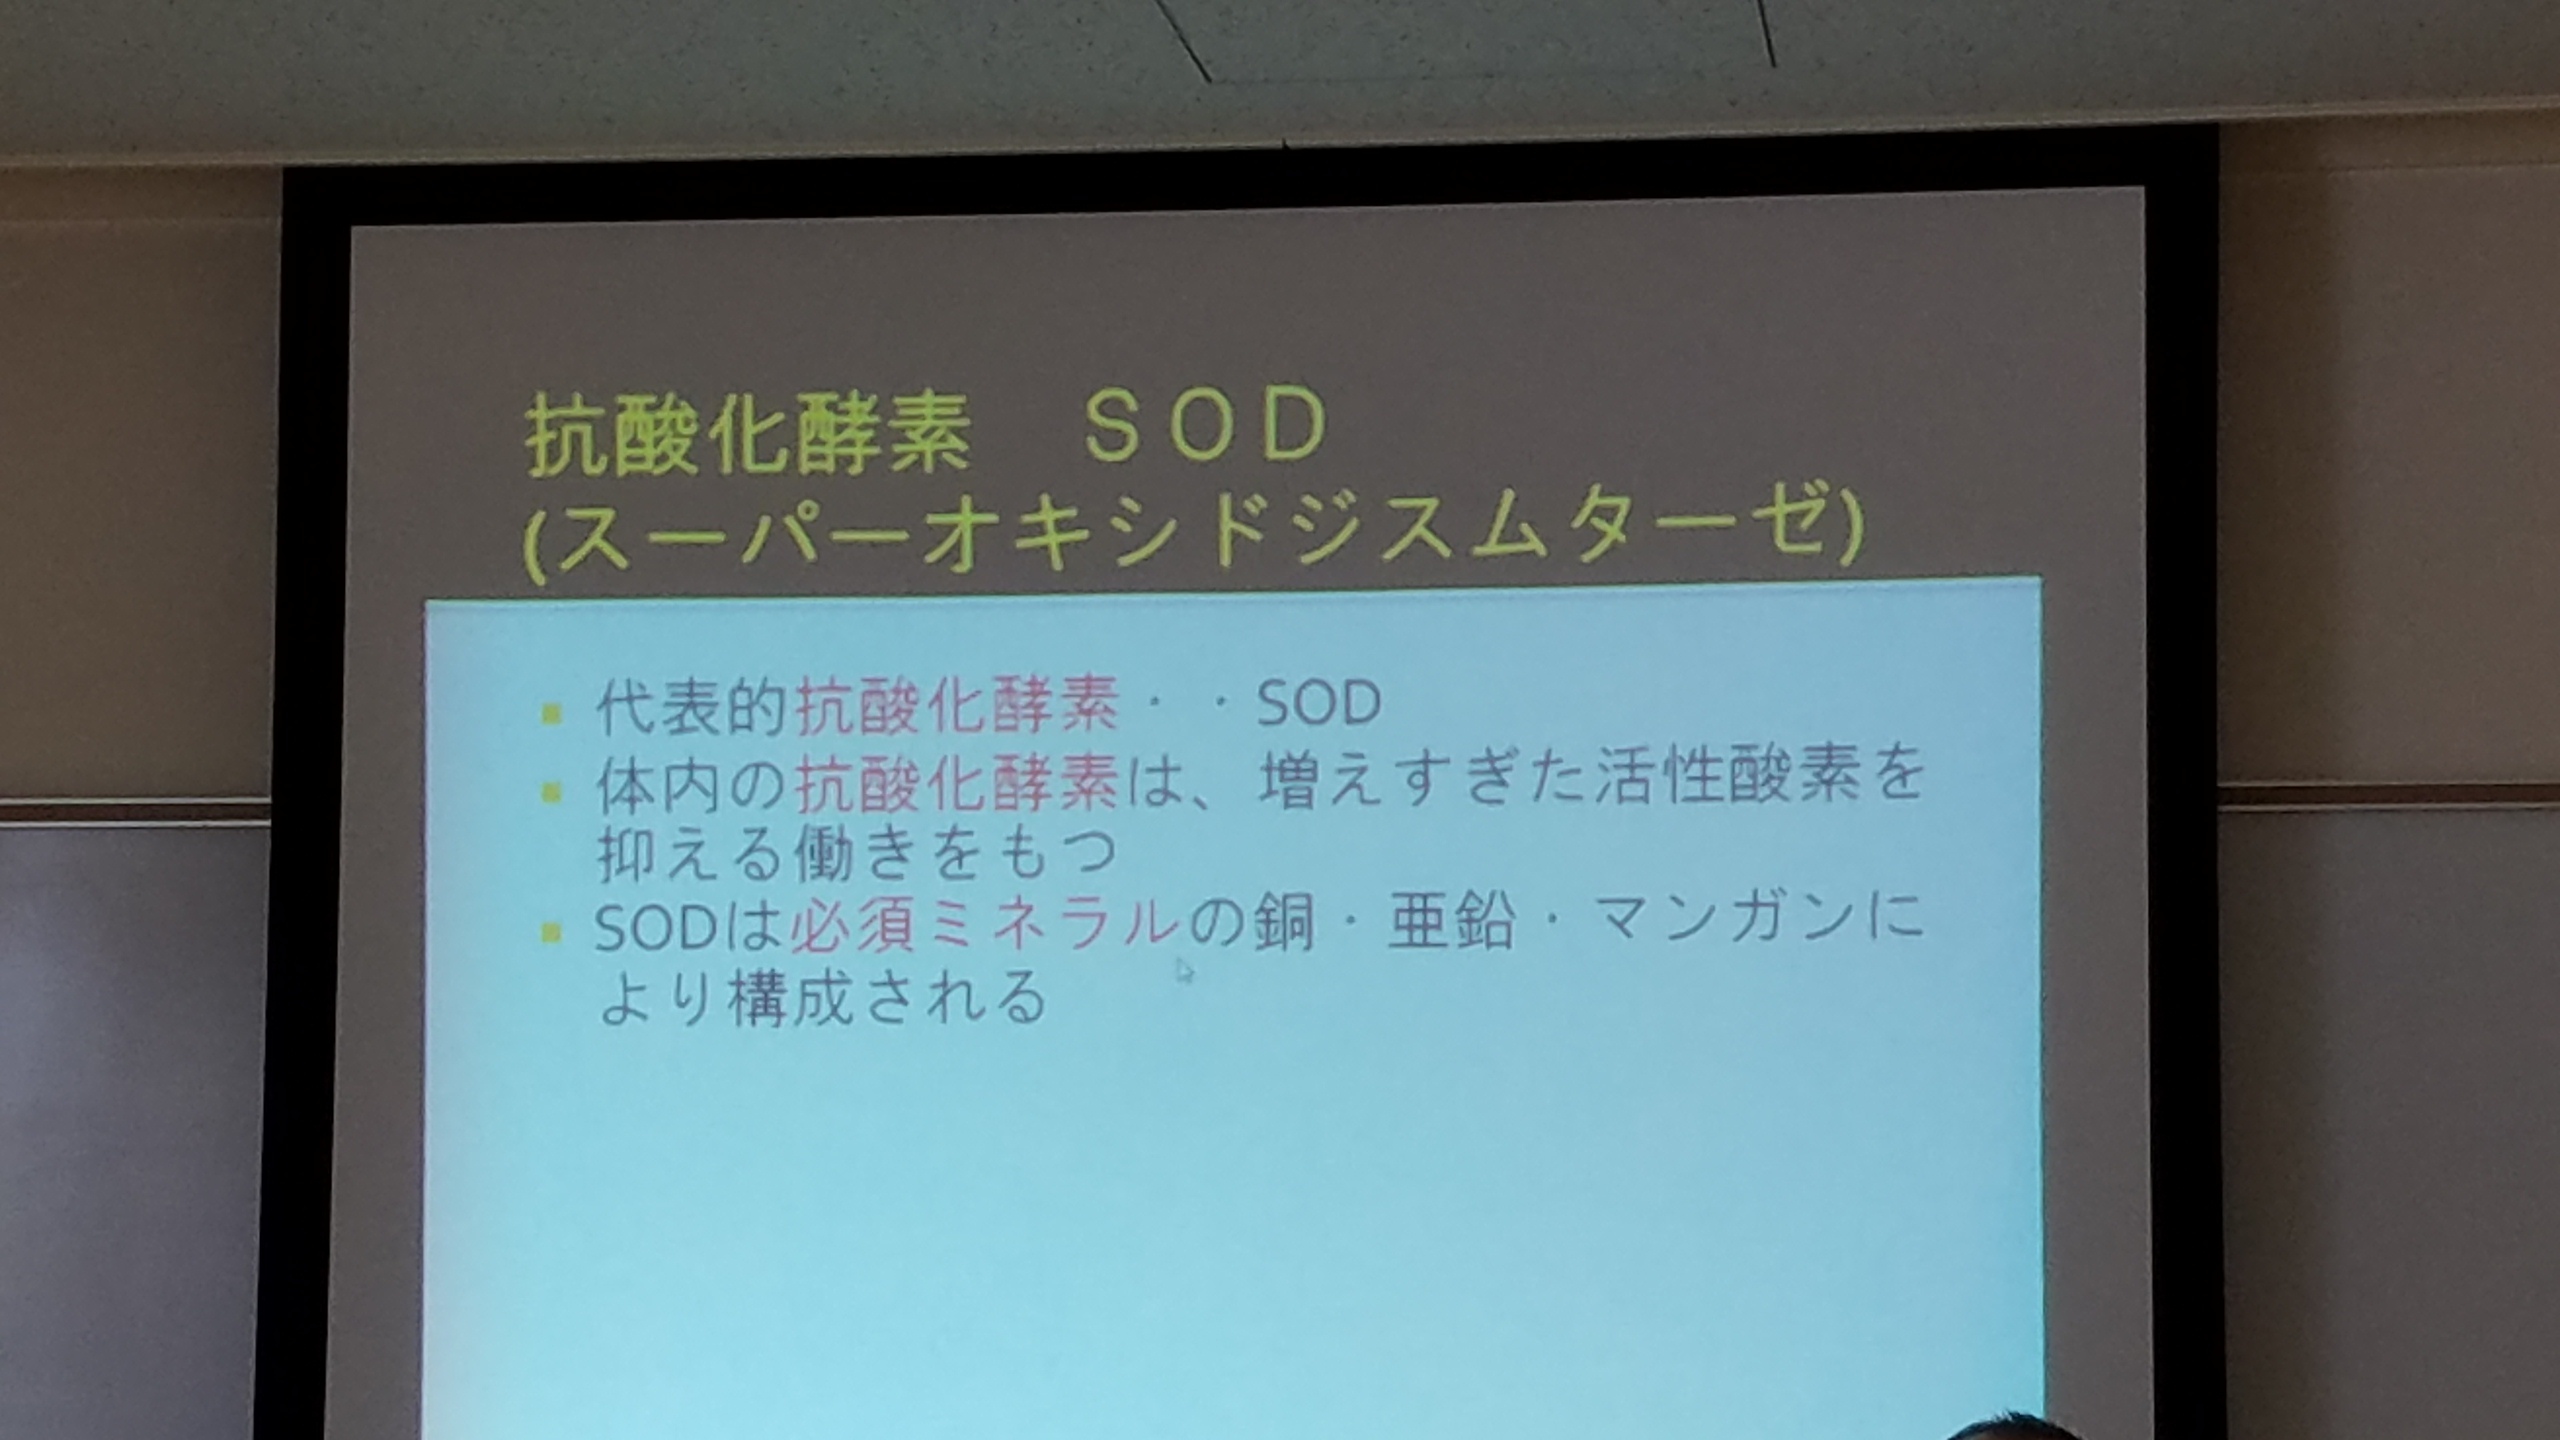 抗酸化酵素　ＳＯＤ
(スーパーオキシドジスムターゼ)
■ 代表的抗酸化酵素・・SOD
■ 体内の抗酸化酵素は、増えすぎた活性酸素を
抑える働きをもつ
■ SODは必須ミネラルの銅・亜鉛・マンガンに
より構成される